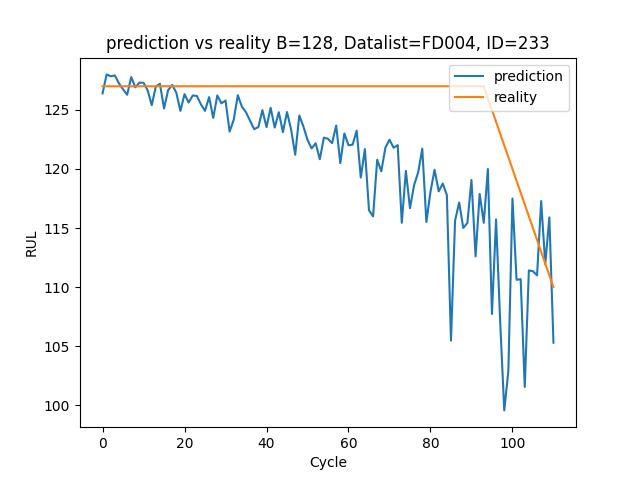 prediction vs reality B=128, Datalist=FD004, ID=233
prediction
reality
RUL
125
120
115
110
105
100
0 20 40 60 80 100
Cycle